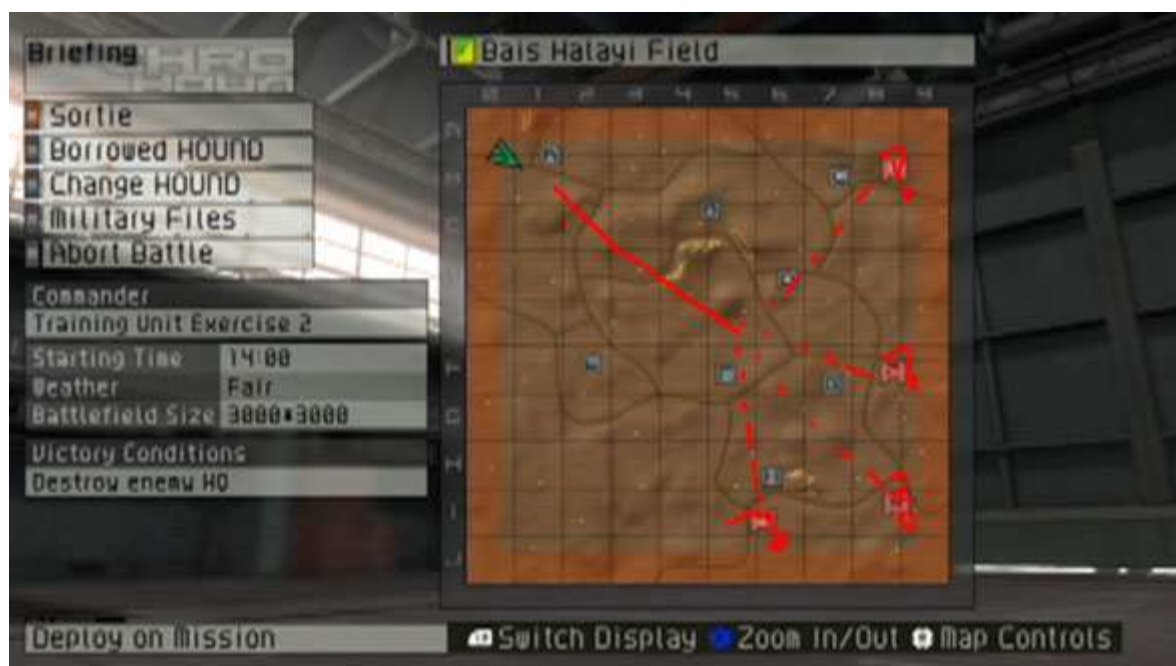 Briefing
Bais Halayi Field
Sortie
Borrowed HOUND
Change HOUND
Military Files
Abort Battle
Commander
Training Unit Exercise 2
Starting Time 14:00
Weather Fair
Battlefield Size 3000*3000
Victory Conditions
Destroy enemy HQ
Deploy on Mission
Switch Display Zoom In/Out Map Controls